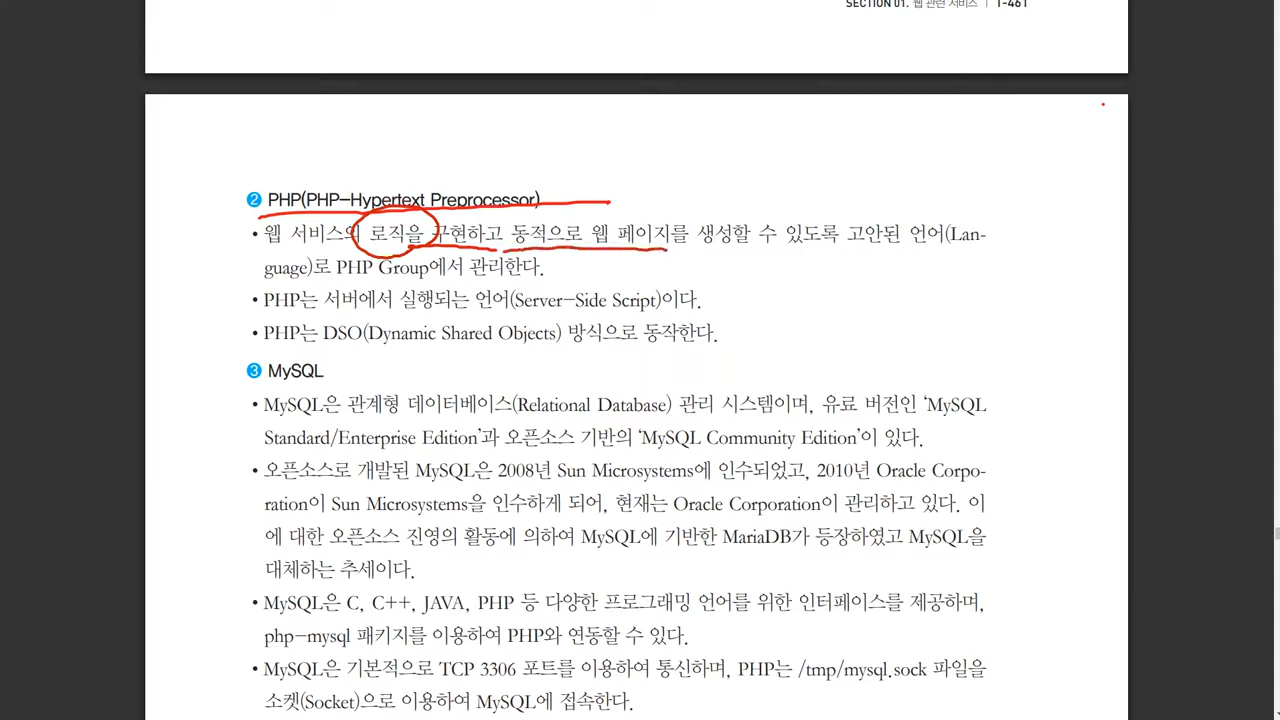 SECTION 01. 웹 관련 서비스 | 1-461
❷ PHP(PHP-Hypertext Preprocessor)
• 웹 서비스의 로직을 구현하고 동적으로 웹 페이지를 생성할 수 있도록 고안된 언어(Lan-
guage)로 PHP Group에서 관리한다.
• PHP는 서버에서 실행되는 언어(Server-Side Script)이다.
• PHP는 DSO(Dynamic Shared Objects) 방식으로 동작한다.
❸ MySQL
• MySQL은 관계형 데이터베이스(Relational Database) 관리 시스템이며, 유료 버전인 ‘MySQL
Standard/Enterprise Edition’과 오픈소스 기반의 ‘MySQL Community Edition’이 있다.
• 오픈소스로 개발된 MySQL은 2008년 Sun Microsystems에 인수되었고, 2010년 Oracle Corpo-
ration이 Sun Microsystems을 인수하게 되어, 현재는 Oracle Corporation이 관리하고 있다. 이
에 대한 오픈소스 진영의 활동에 의하여 MySQL에 기반한 MariaDB가 등장하였고 MySQL을
대체하는 추세이다.
• MySQL은 C, C++, JAVA, PHP 등 다양한 프로그래밍 언어를 위한 인터페이스를 제공하며,
php-mysql 패키지를 이용하여 PHP와 연동할 수 있다.
• MySQL은 기본적으로 TCP 3306 포트를 이용하여 통신하며, PHP는 /tmp/mysql.sock 파일을
소켓(Socket)으로 이용하여 MySQL에 접속한다.